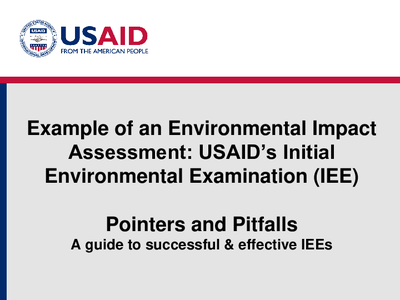 USAID
FROM THE AMERICAN PEOPLE
Example of an Environmental Impact
Assessment: USAID's Initial
Environmental Examination (IEE)
Pointers and Pitfalls
A guide to successful & effective IEEs